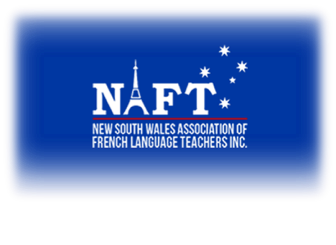 NAFT
NEW SOUTH WALES ASSOCIATION OF
FRENCH LANGUAGE TEACHERS INC.